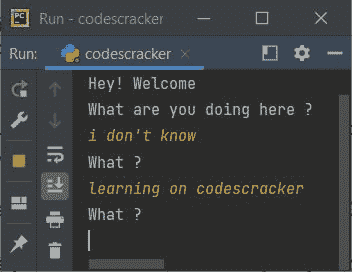 PC
Run - codescracker
Run: codescracker
Hey! Welcome
What are you doing here ?
i don't know
What ?
learning on codescracker
What ?